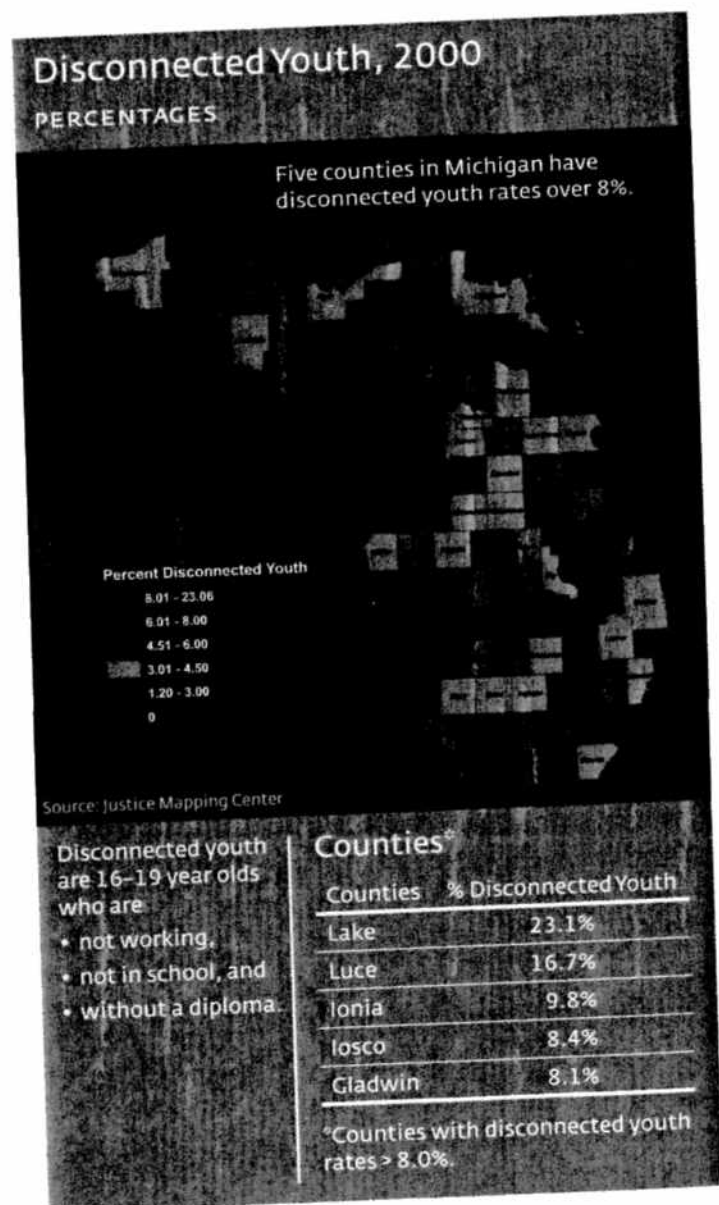 Disconnected Youth, 2000
PERCENTAGES
Five counties in Michigan have
disconnected youth rates over 8%.
Percent Disconnected Youth
8.01 - 23.06
6.01 - 8.00
4.51 - 6.00
3.01 - 4.50
1.20 - 3.00
0
Source: Justice Mapping Center
Disconnected youth
are 16–19 year olds
who are
• not working,
• not in school, and
• without a diploma.
Counties*
Counties % Disconnected Youth
Lake 23.1%
Luce 16.7%
Ionia 9.8%
Iosco 8.4%
Gladwin 8.1%
*Counties with disconnected youth
rates > 8.0%.